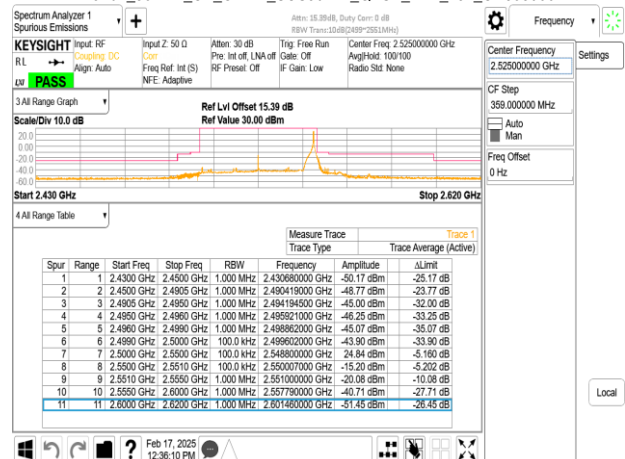 Spectrum Analyzer 1
Spurious Emissions
Attn: 15.39dB, Duty Corr: 0 dB
RBW Trans:10dB(2499~2551MHz)
Frequency
KEYSIGHT
RL
Input: RF
Coupling: DC
Align: Auto
Input Z: 50 Ω
Corr
Freq Ref: Int (S)
NFE: Adaptive
Atten: 30 dB
Pre: Int off, LNA off
RF Presel: Off
Trig: Free Run
Gate: Off
IF Gain: Low
Center Freq: 2.525000000 GHz
Avg|Hold: 100/100
Radio Std: None
LXI
PASS
Center Frequency
2.525000000 GHz
Settings
CF Step
359.000000 MHz
Auto
Man
Freq Offset
0 Hz
3 All Range Graph
Scale/Div 10.0 dB
Ref Lvl Offset 15.39 dB
Ref Value 30.00 dBm
20.0
0.00
-20.0
-40.0
-60.0
Start 2.430 GHz
Stop 2.620 GHz
4 All Range Table
Measure Trace Trace 1
Trace Type Trace Average (Active)
Spur Range Start Freq Stop Freq RBW Frequency Amplitude ΔLimit
1 1 2.4300 GHz 2.4500 GHz 1.000 MHz 2.430680000 GHz -50.17 dBm -25.17 dB
2 2 2.4500 GHz 2.4905 GHz 1.000 MHz 2.490419000 GHz -48.77 dBm -23.77 dB
3 3 2.4905 GHz 2.4950 GHz 1.000 MHz 2.494194500 GHz -45.00 dBm -32.00 dB
4 4 2.4950 GHz 2.4960 GHz 1.000 MHz 2.495921000 GHz -46.25 dBm -33.25 dB
5 5 2.4960 GHz 2.4990 GHz 1.000 MHz 2.498862000 GHz -45.07 dBm -35.07 dB
6 6 2.4990 GHz 2.5000 GHz 100.0 kHz 2.499602000 GHz -43.90 dBm -33.90 dB
7 7 2.5000 GHz 2.5500 GHz 100.0 kHz 2.548800000 GHz 24.84 dBm -5.160 dB
8 8 2.5500 GHz 2.5510 GHz 100.0 kHz 2.550007000 GHz -15.20 dBm -5.202 dB
9 9 2.5510 GHz 2.5550 GHz 1.000 MHz 2.551000000 GHz -20.08 dBm -10.08 dB
10 10 2.5550 GHz 2.6000 GHz 1.000 MHz 2.557790000 GHz -40.71 dBm -27.71 dB
11 11 2.6000 GHz 2.6200 GHz 1.000 MHz 2.601460000 GHz -51.45 dBm -26.45 dB
Local
Feb 17, 2025
12:36:10 PM